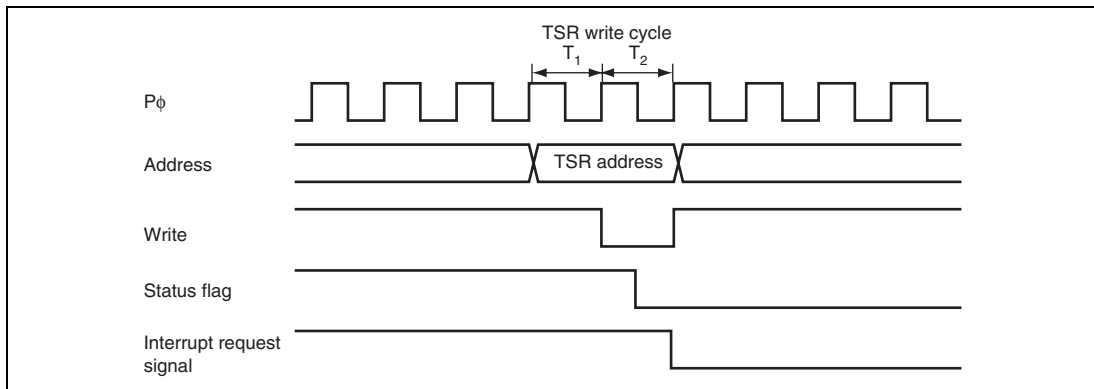 TSR write cycle
T1 T2
Pϕ
Address
TSR address
Write
Status flag
Interrupt request
signal